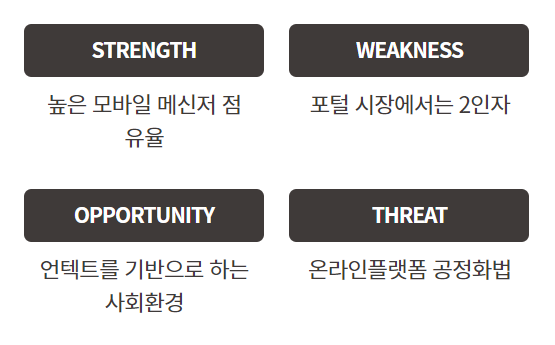 STRENGTH
높은 모바일 메신저 점
유율
WEAKNESS
포털 시장에서는 2인자
OPPORTUNITY
언텍트를 기반으로 하는
사회환경
THREAT
온라인플랫폼 공정화법